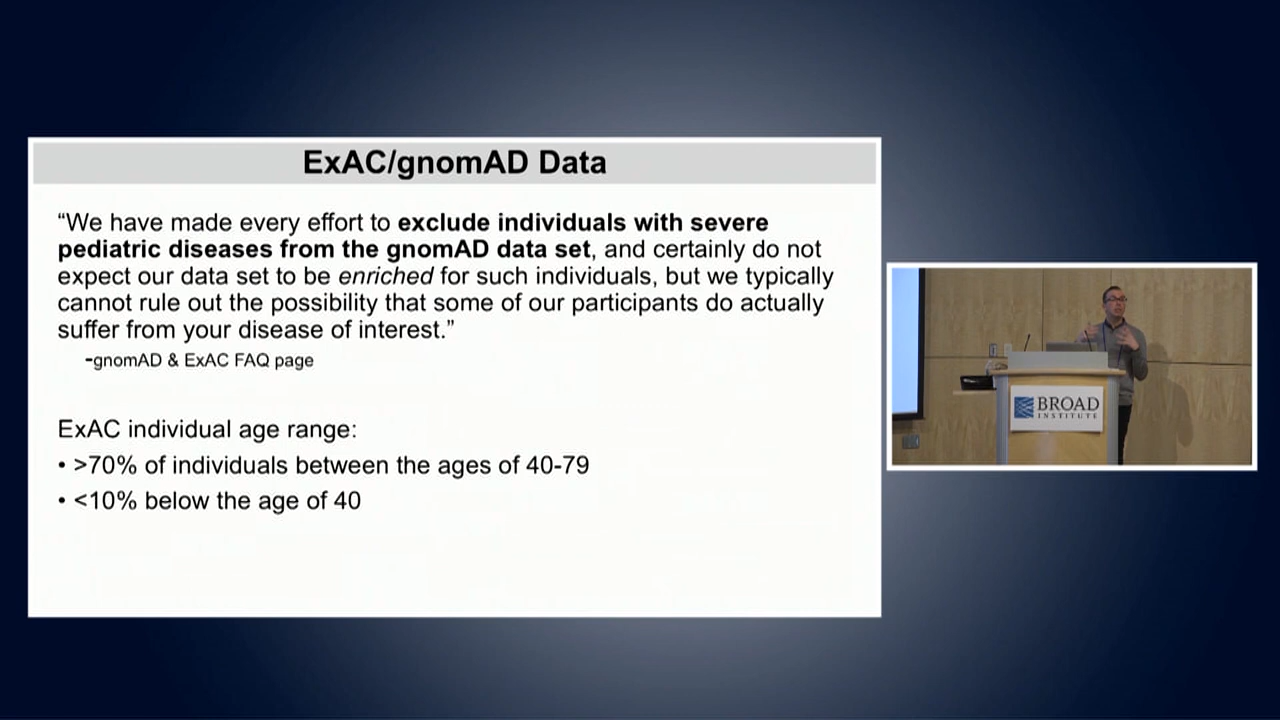 ExAC/gnomAD Data
“We have made every effort to exclude individuals with severe
pediatric diseases from the gnomAD data set, and certainly do not
expect our data set to be enriched for such individuals, but we typically
cannot rule out the possibility that some of our participants do actually
suffer from your disease of interest.”
-gnomAD & ExAC FAQ page
ExAC individual age range:
• >70% of individuals between the ages of 40-79
• <10% below the age of 40
BROAD
INSTITUTE